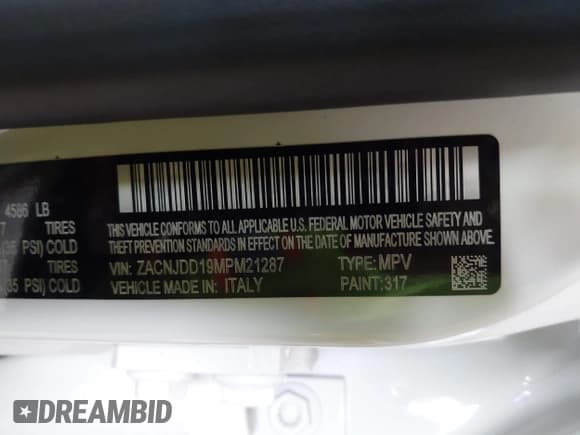 4586 LB
THIS VEHICLE CONFORMS TO ALL APPLICABLE U.S. FEDERAL MOTOR VEHICLE SAFETY AND
7 TIRES
THEFT PREVENTION STANDARDS IN EFFECT ON THE DATE OF MANUFACTURE SHOWN ABOVE.
PSI) COLD
VIN: ZACNJDD19MPM21287 TYPE:MPV
TIRES
VEHICLE MADE IN: ITALY PAINT:317
(35 PSI) COLD
DREAMBID